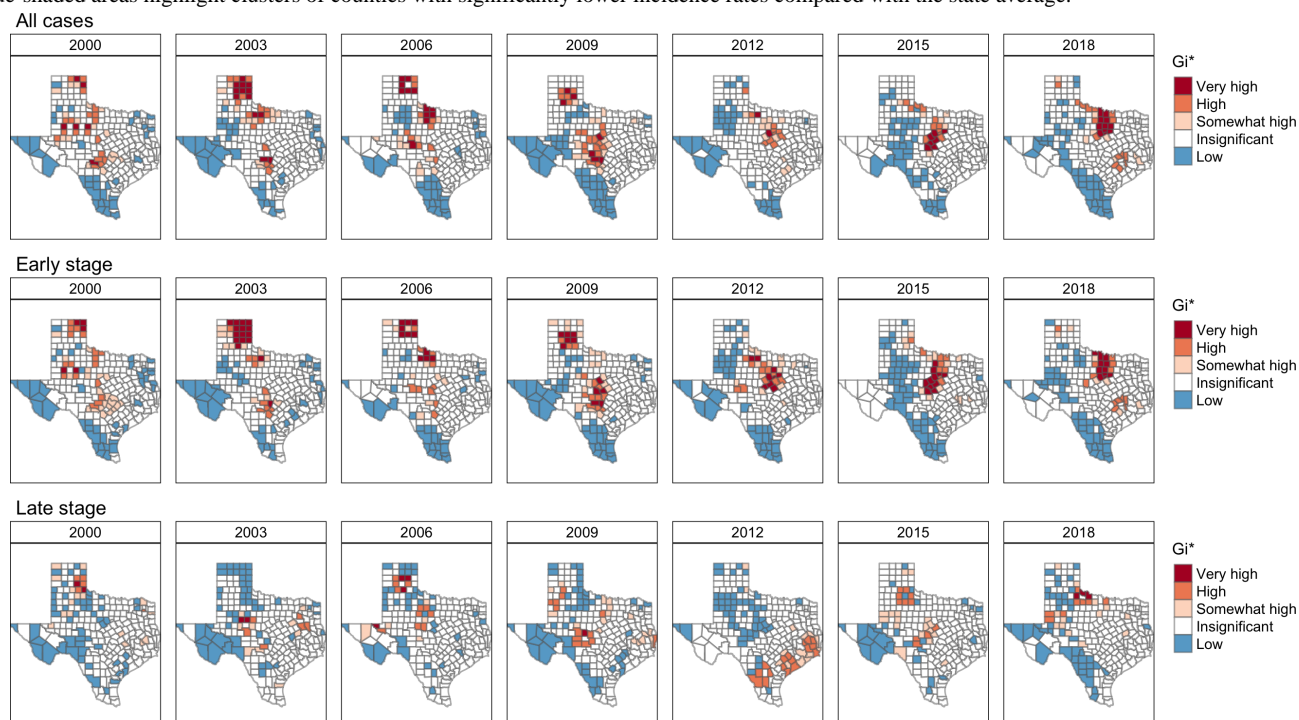 shaded areas highlight clusters of counties with significantly lower incidence rates compared with the state average.
All cases
2000 2003 2006 2009 2012 2015 2018
Gi*
Very high
High
Somewhat high
Insignificant
Low
Early stage
2000 2003 2006 2009 2012 2015 2018
Gi*
Very high
High
Somewhat high
Insignificant
Low
Late stage
2000 2003 2006 2009 2012 2015 2018
Gi*
Very high
High
Somewhat high
Insignificant
Low